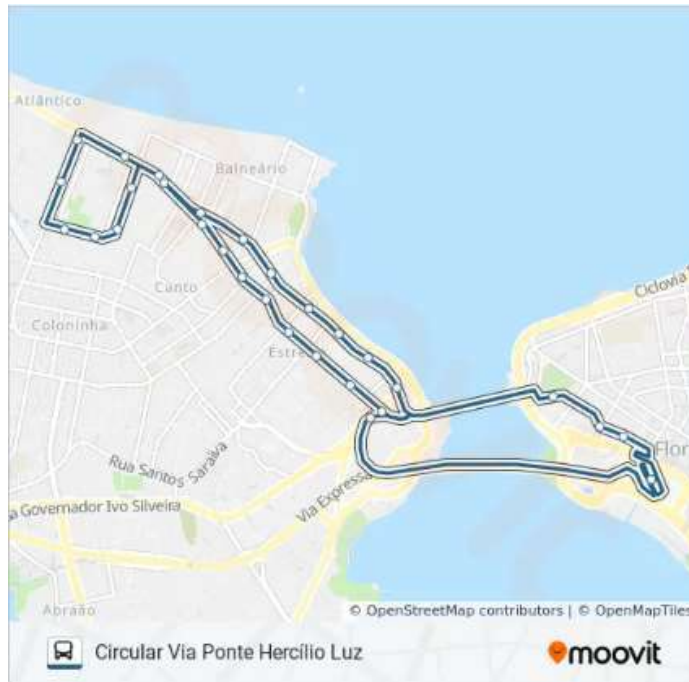 Atlântico
Balneário
Canto
Coloninha
Ciclovia
Estre
Flor
Rua Santos Saraiva
Via Expressa
a Governador Ivo Silveira
Abraão
© OpenStreetMap contributors | © OpenMapTiles
Circular Via Ponte Hercílio Luz
moovit